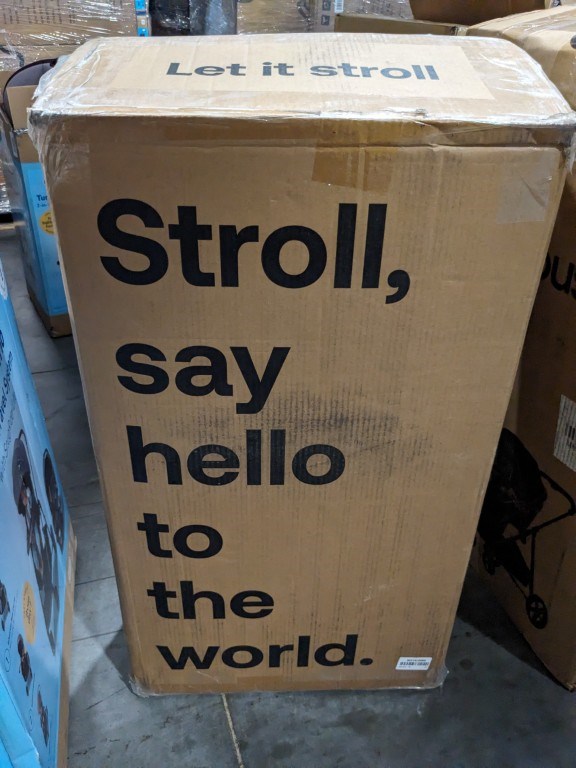 Let it stroll
Stroll,
say
hello
to
the
world.